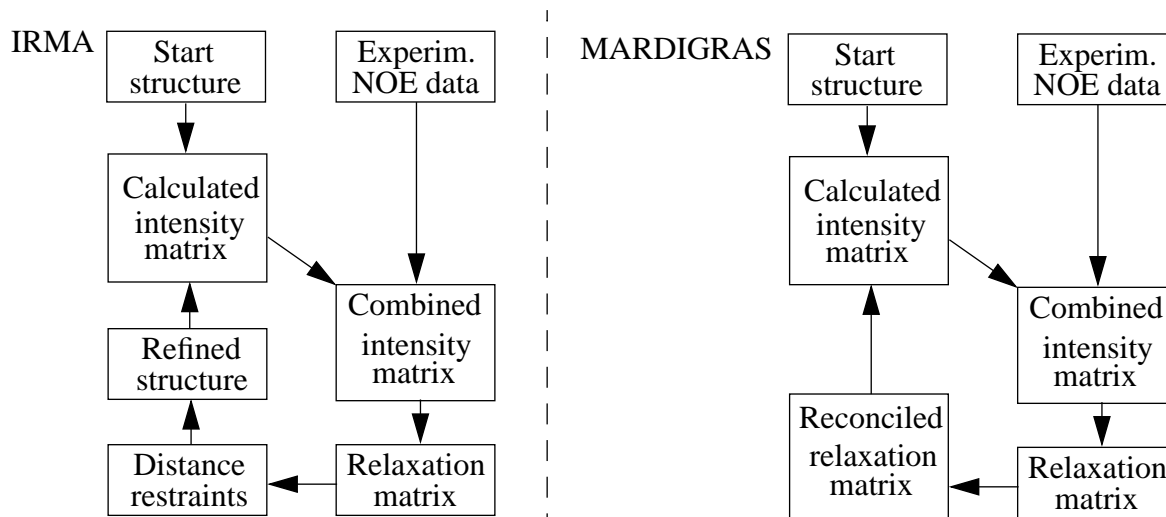 IRMA
Start
structure
Experim.
NOE data
Calculated
intensity
matrix
Combined
intensity
matrix
Refined
structure
Distance
restraints
Relaxation
matrix
MARDIGRAS
Start
structure
Experim.
NOE data
Calculated
intensity
matrix
Combined
intensity
matrix
Reconciled
relaxation
matrix
Relaxation
matrix